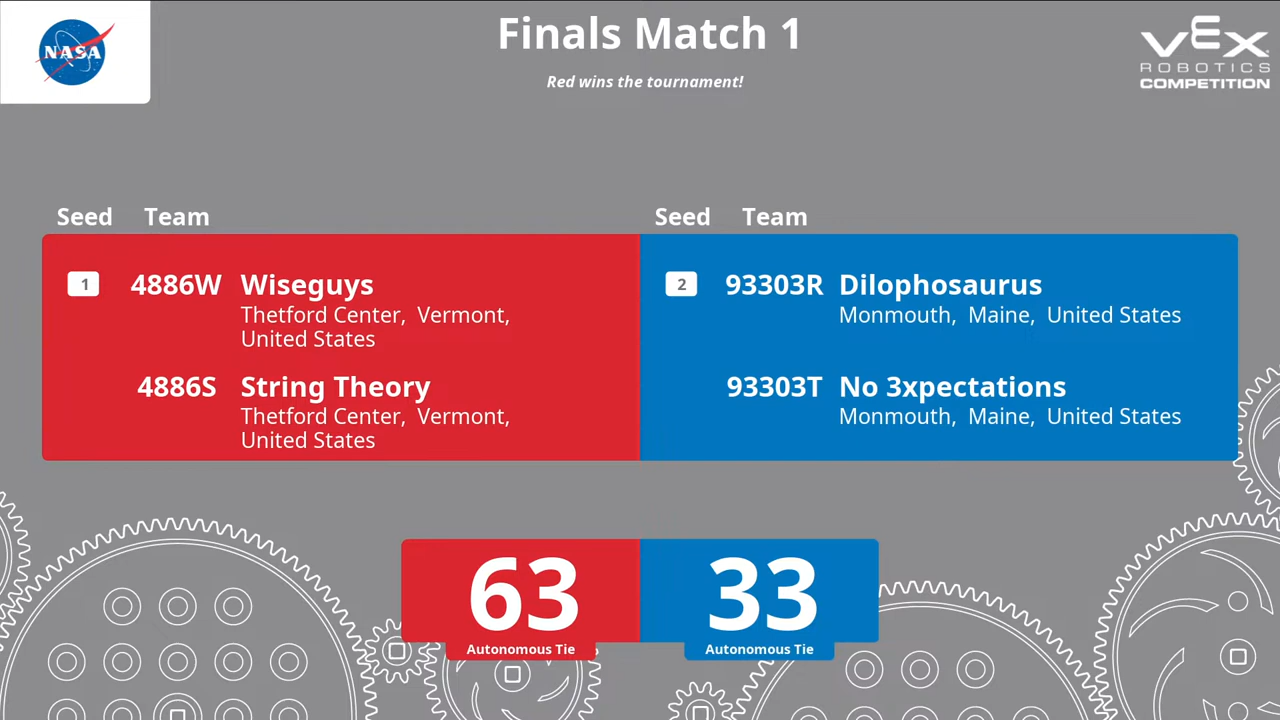 NASA
Finals Match 1
Red wins the tournament!
VEX
ROBOTICS
COMPETITION
Seed Team
Seed Team
1 4886W Wiseguys
Thetford Center, Vermont,
United States
4886S String Theory
Thetford Center, Vermont,
United States
2 93303R Dilophosaurus
Monmouth, Maine, United States
93303T No 3xpectations
Monmouth, Maine, United States
63
Autonomous Tie
33
Autonomous Tie